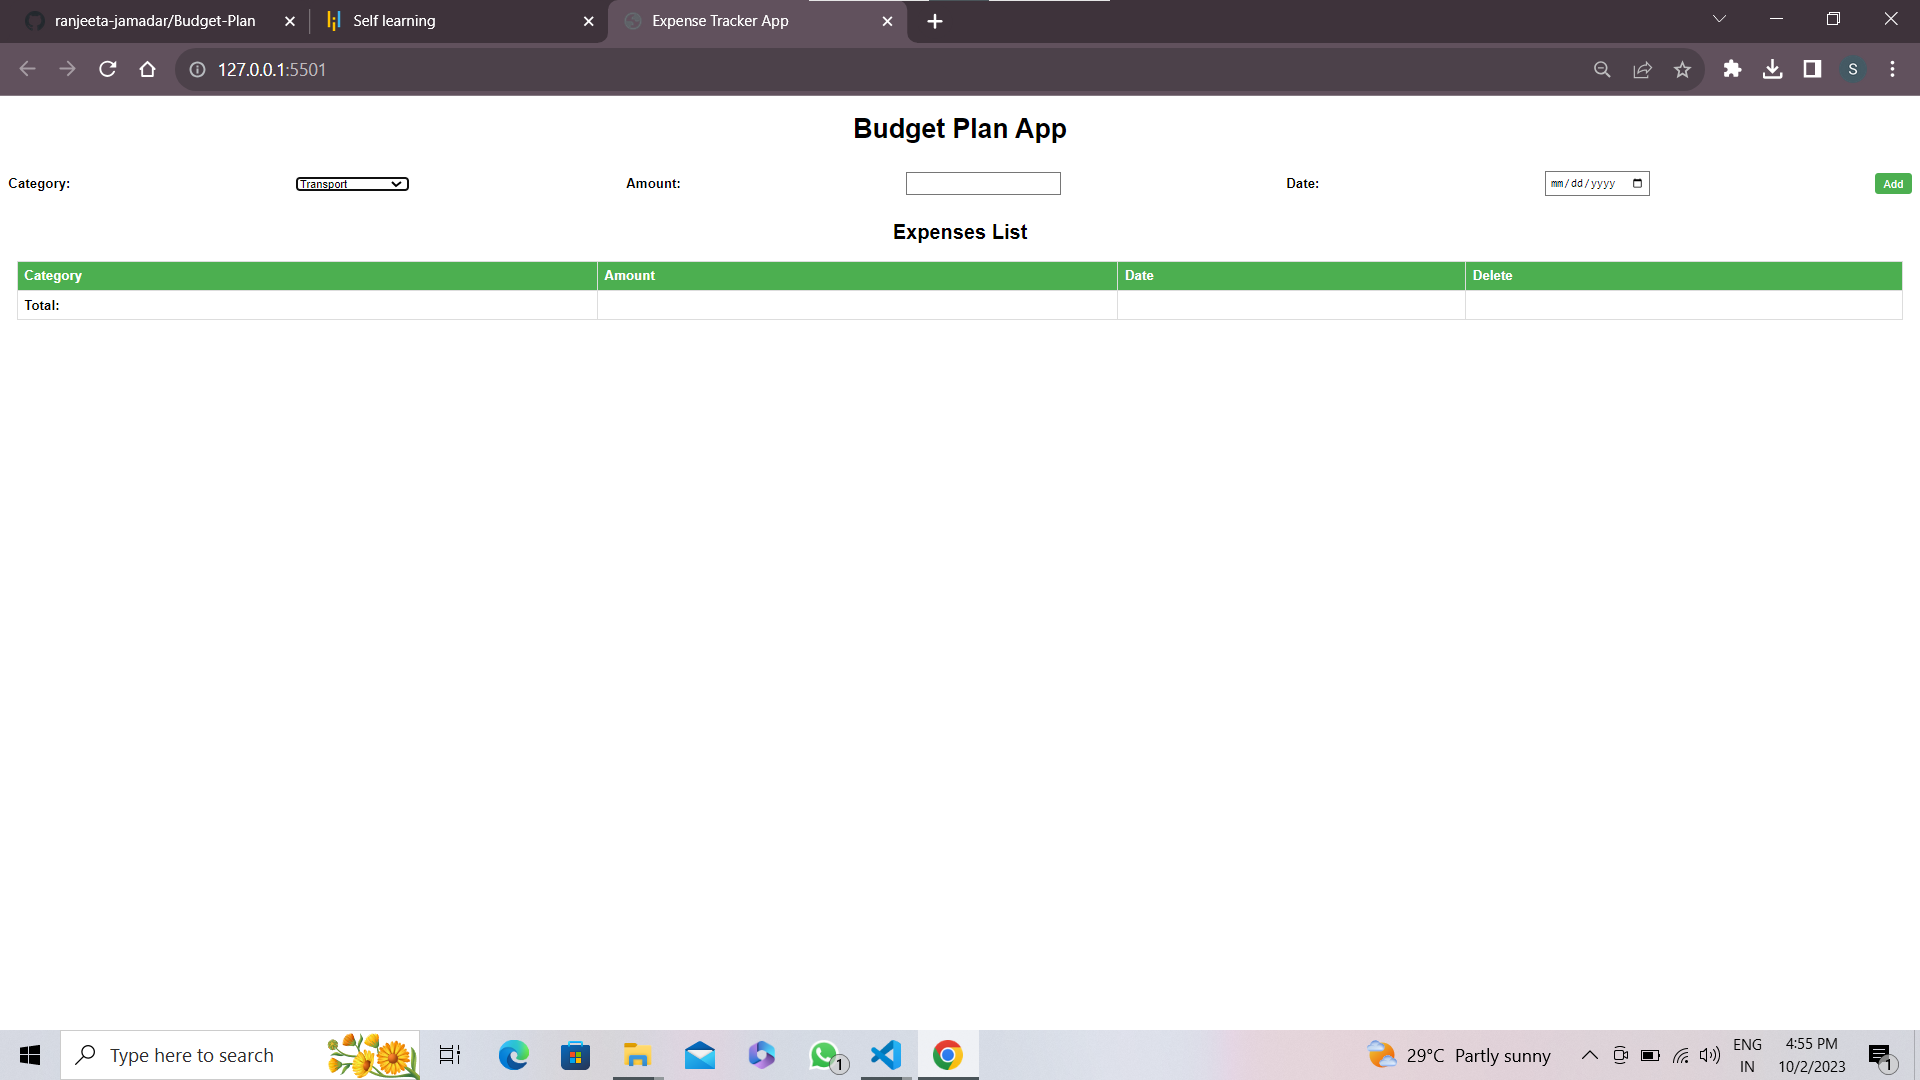 ranjeeta-jamadar/Budget-Plan
Self learning
Expense Tracker App
127.0.0.1:5501
S
Budget Plan App
Category: Transport Amount: Date: mm/dd/yyyy Add
Expenses List
Category Amount Date Delete
Total:
Type here to search
1
29°C Partly sunny
ENG
IN
4:55 PM
10/2/2023
1